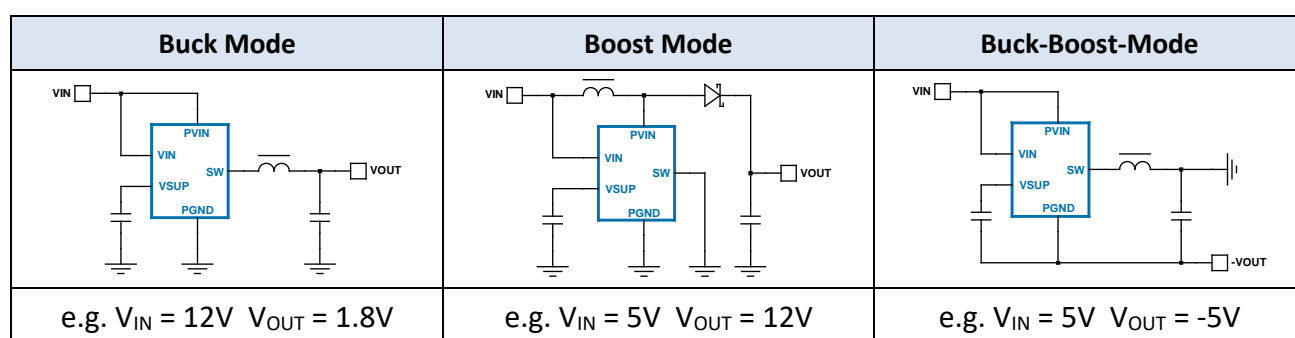 Buck Mode
Boost Mode
Buck-Boost-Mode
VIN
PVIN
VIN
SW
VOUT
VSUP
PGND
VIN
PVIN
VIN
SW
VOUT
VSUP
PGND
VIN
PVIN
VIN
SW
VSUP
PGND
-VOUT
e.g. VIN = 12V VOUT = 1.8V
e.g. VIN = 5V VOUT = 12V
e.g. VIN = 5V VOUT = -5V